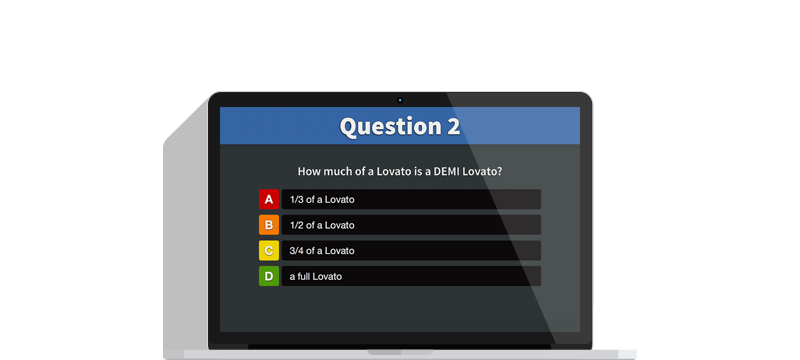 Question 2
How much of a Lovato is a DEMI Lovato?
A 1/3 of a Lovato
B 1/2 of a Lovato
C 3/4 of a Lovato
D a full Lovato